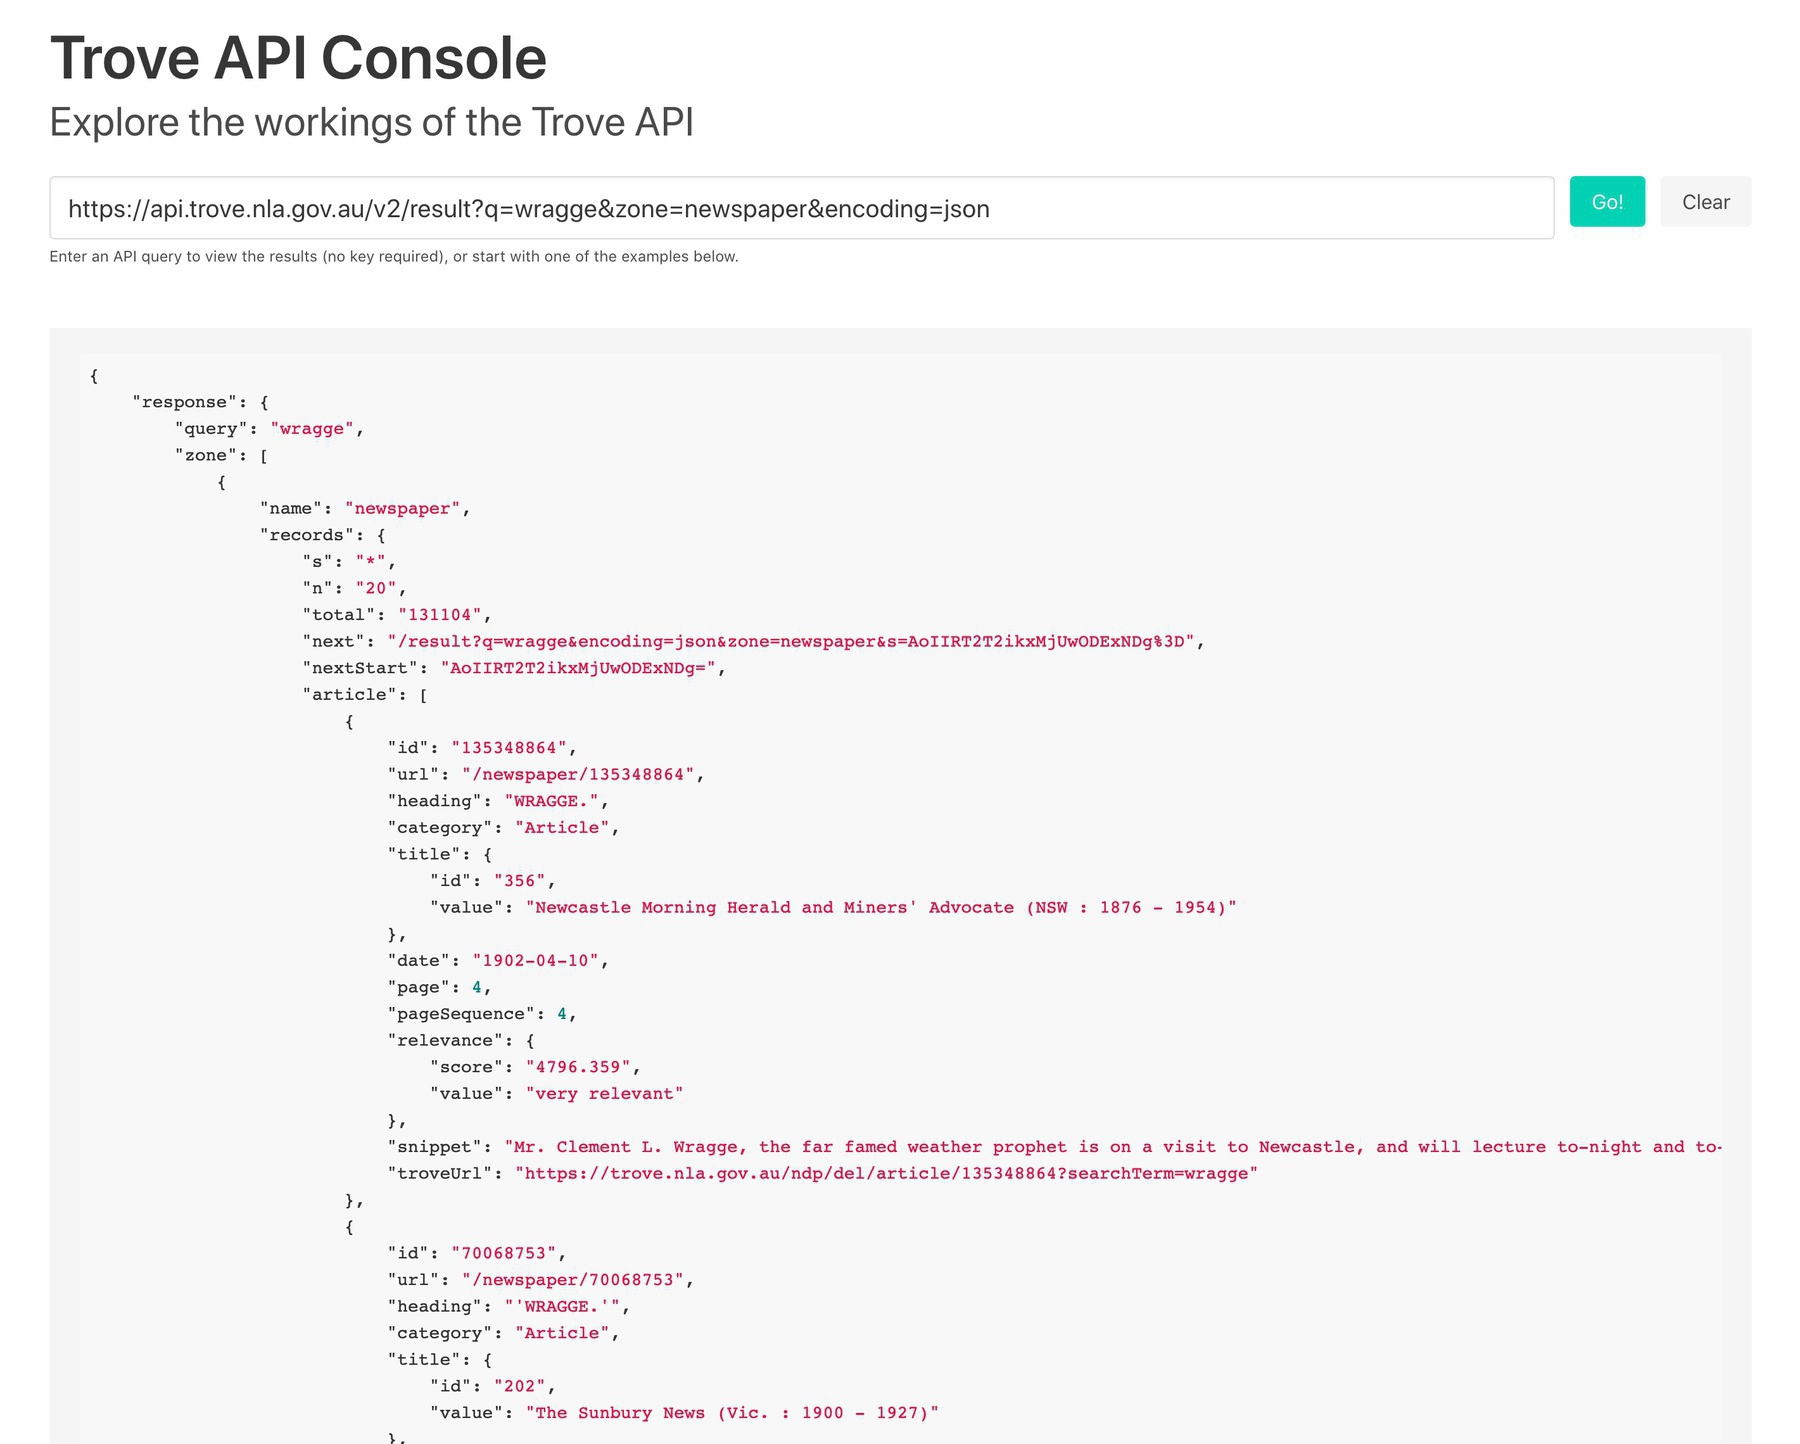 Trove API Console
Explore the workings of the Trove API
https://api.trove.nla.gov.au/v2/result?q=wragge&zone=newspaper&encoding=json
Go!
Clear
Enter an API query to view the results (no key required), or start with one of the examples below.
{
"response": {
"query": "wragge",
"zone": [
{
"name": "newspaper",
"records": {
"s": "*",
"n": "20",
"total": "131104",
"next": "/result?q=wragge&encoding=json&zone=newspaper&s=AoIIRT2T2ikxMjUwODExNDg%3D",
"nextStart": "AoIIRT2T2ikxMjUwODExNDg=",
"article": [
{
"id": "135348864",
"url": "/newspaper/135348864",
"heading": "WRAGGE.",
"category": "Article",
"title": {
"id": "356",
"value": "Newcastle Morning Herald and Miners' Advocate (NSW : 1876 - 1954)"
},
"date": "1902-04-10",
"page": 4,
"pageSequence": 4,
"relevance": {
"score": "4796.359",
"value": "very relevant"
},
"snippet": "Mr. Clement L. Wragge, the far famed weather prophet is on a visit to Newcastle, and will lecture to-night and to-
"troveUrl": "https://trove.nla.gov.au/ndp/del/article/135348864?searchTerm=wragge"
},
{
"id": "70068753",
"url": "/newspaper/70068753",
"heading": "'WRAGGE.'",
"category": "Article",
"title": {
"id": "202",
"value": "The Sunbury News (Vic. : 1900 - 1927)"
},